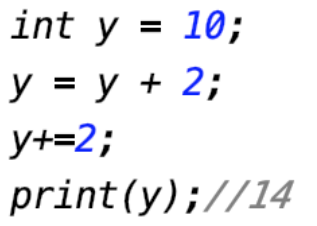 int y = 10;
y = y + 2;
y+=2;
print(y);//14